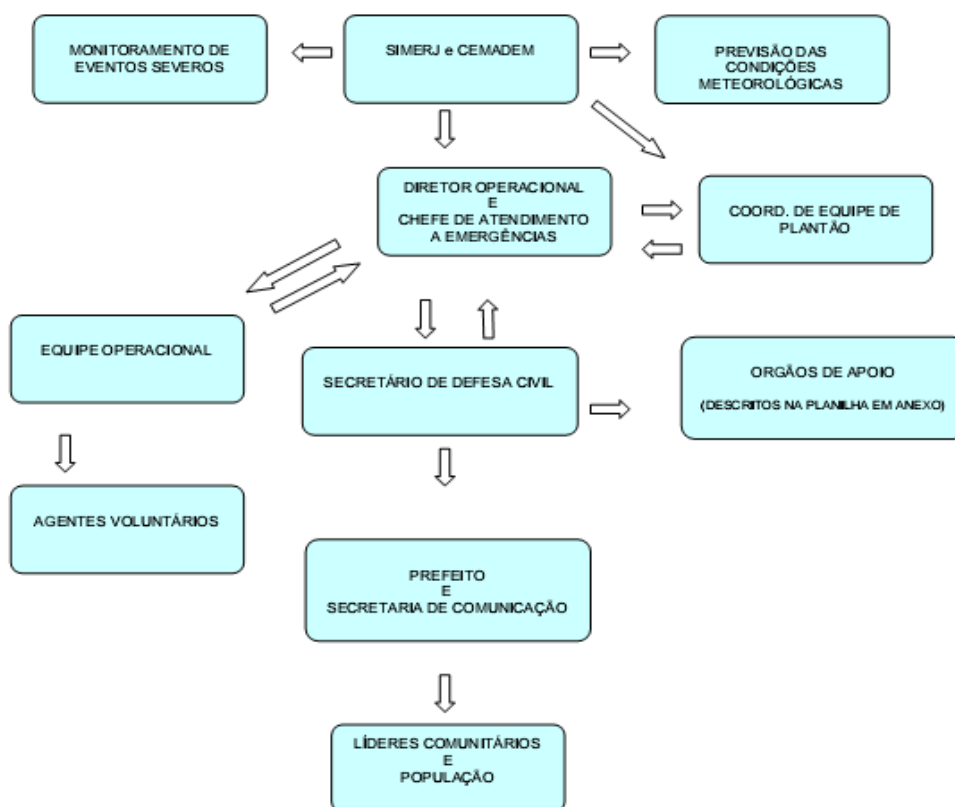 MONITORAMENTO DE
EVENTOS SEVEROS
SIMERJ e CEMADEM
PREVISÃO DAS
CONDIÇÕES
METEOROLÓGICAS
DIRETOR OPERACIONAL
E
CHEFE DE ATENDIMENTO
A EMERGÊNCIAS
COORD. DE EQUIPE DE
PLANTÃO
EQUIPE OPERACIONAL
SECRETÁRIO DE DEFESA CIVIL
ORGÃOS DE APOIO
(DESCRITOS NA PLANILHA EM ANEXO)
AGENTES VOLUNTÁRIOS
PREFEITO
E
SECRETARIA DE COMUNICAÇÃO
LÍDERES COMUNITÁRIOS
E
POPULAÇÃO